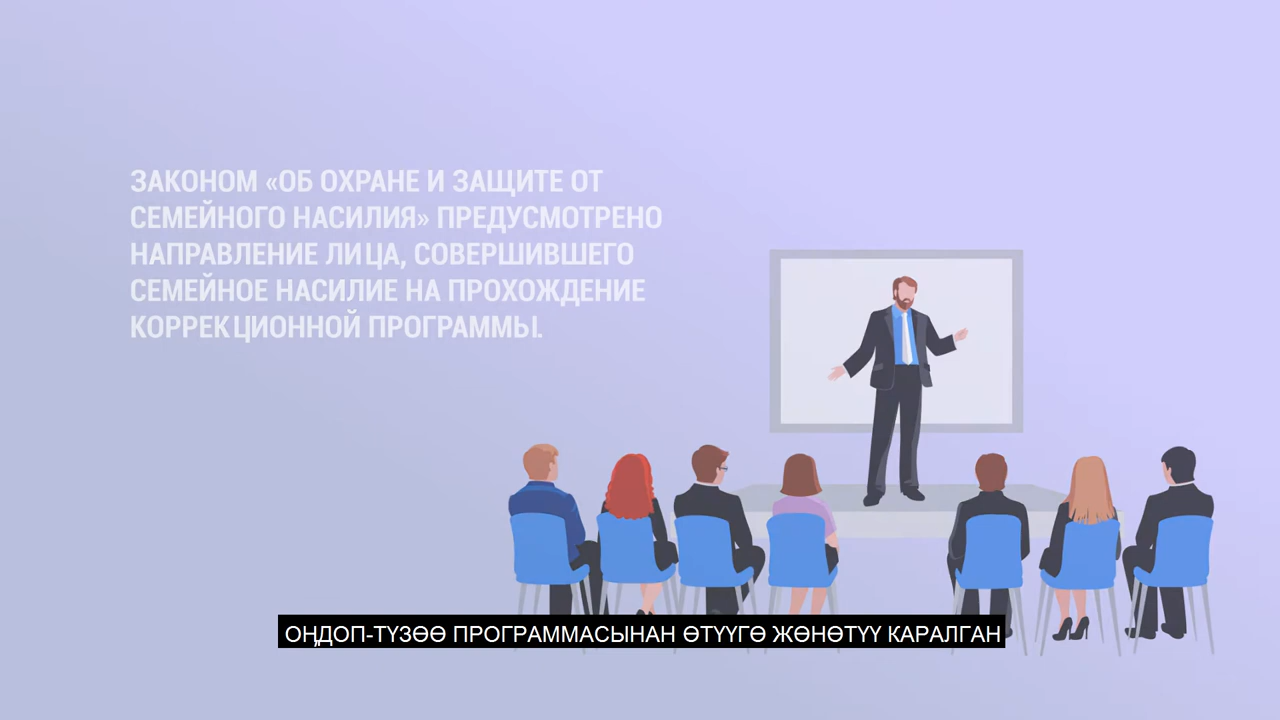 ЗАКОНОМ «ОБ ОХРАНЕ И ЗАЩИТЕ ОТ
СЕМЕЙНОГО НАСИЛИЯ» ПРЕДУСМОТРЕНО
НАПРАВЛЕНИЕ ЛИЦА, СОВЕРШИВШЕГО
СЕМЕЙНОЕ НАСИЛИЕ НА ПРОХОЖДЕНИЕ
КОРРЕКЦИОННОЙ ПРОГРАММЫ.
ОҢДОП-ТҮЗӨӨ ПРОГРАММАСЫНАН ӨТҮҮГӨ ЖӨНӨТҮҮ КАРАЛГАН